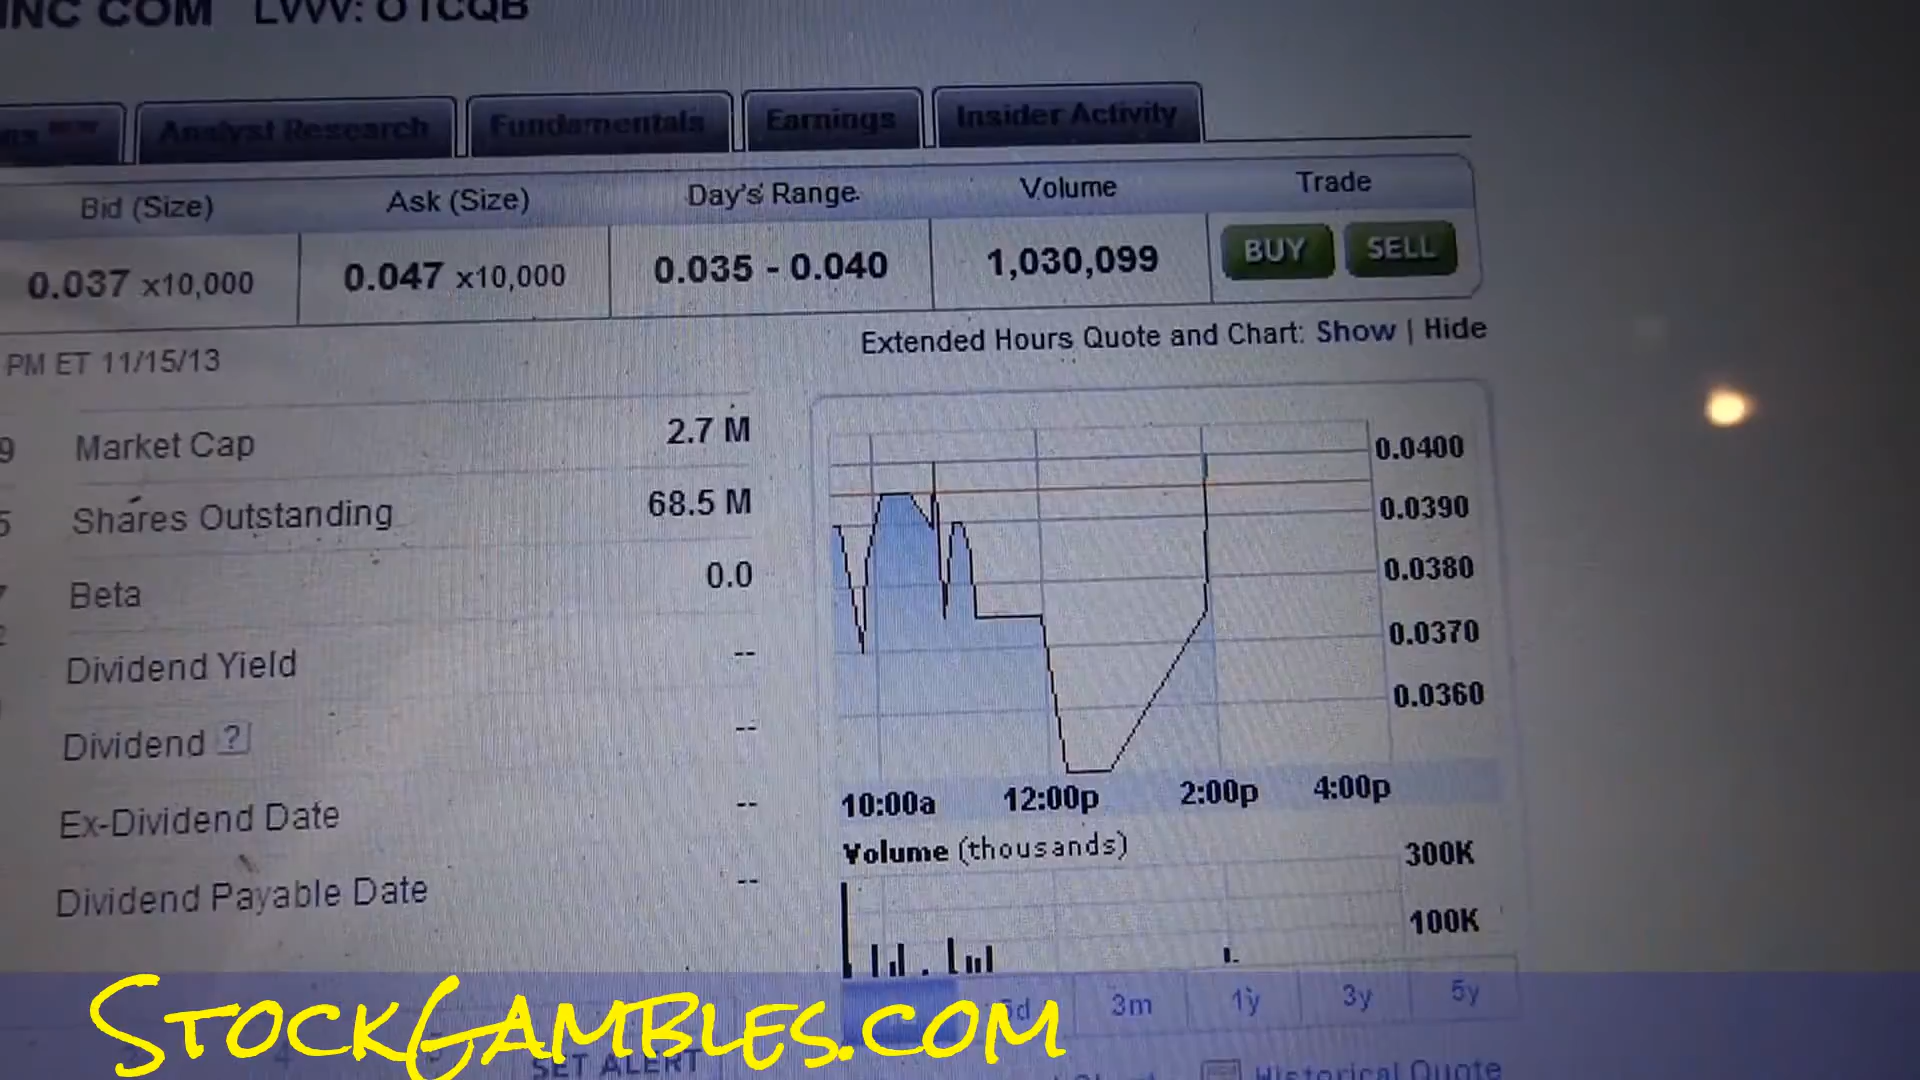 INC COM LVVV: OTCQB
Analyst Research Fundamentals Earnings Insider Activity
Bid (Size) Ask (Size) Day's Range Volume Trade
0.037 x10,000 0.047 x10,000 0.035 - 0.040 1,030,099 BUY SELL
PM ET 11/15/13
Extended Hours Quote and Chart: Show | Hide
Market Cap 2.7 M
Shares Outstanding 68.5 M
Beta 0.0
Dividend Yield --
Dividend ? --
Ex-Dividend Date --
Dividend Payable Date --
0.0400
0.0390
0.0380
0.0370
0.0360
10:00a 12:00p 2:00p 4:00p
Volume (thousands)
300K
100K
5d 3m 1y 3y 5y
StockGambles.com
SET ALERT
Historical Quote